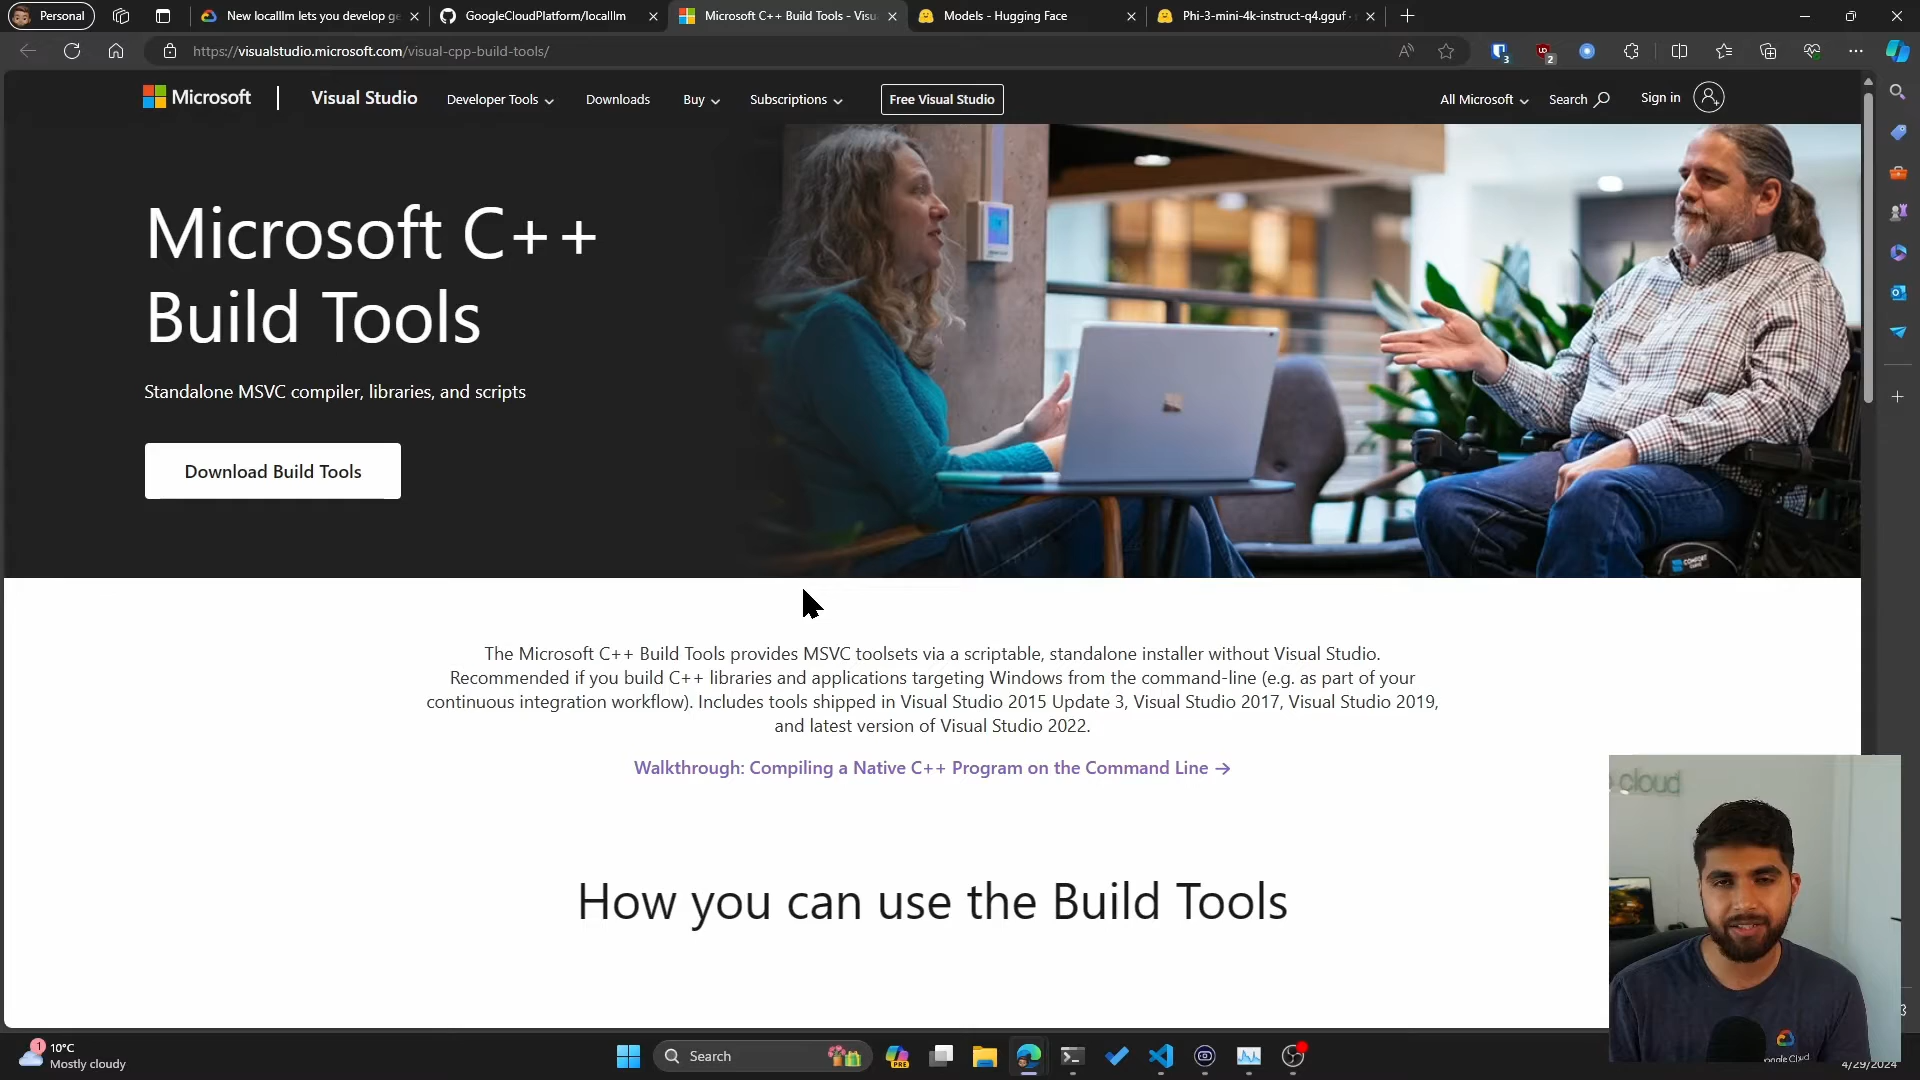 Personal
New localllm lets you develop ge
GoogleCloudPlatform/localllm
Microsoft C++ Build Tools - Visu
Models - Hugging Face
Phi-3-mini-4k-instruct-q4.gguf ·
https://visualstudio.microsoft.com/visual-cpp-build-tools/
3
2
Microsoft
Visual Studio
Developer Tools
Downloads
Buy
Subscriptions
Free Visual Studio
All Microsoft
Search
Sign in
Microsoft C++
Build Tools
Standalone MSVC compiler, libraries, and scripts
Download Build Tools
The Microsoft C++ Build Tools provides MSVC toolsets via a scriptable, standalone installer without Visual Studio.
Recommended if you build C++ libraries and applications targeting Windows from the command-line (e.g. as part of your
continuous integration workflow). Includes tools shipped in Visual Studio 2015 Update 3, Visual Studio 2017, Visual Studio 2019,
and latest version of Visual Studio 2022.
Walkthrough: Compiling a Native C++ Program on the Command Line →
cloud
How you can use the Build Tools
1
10°C
Mostly cloudy
Search
PRE
oogle Cloud
4/29/2024